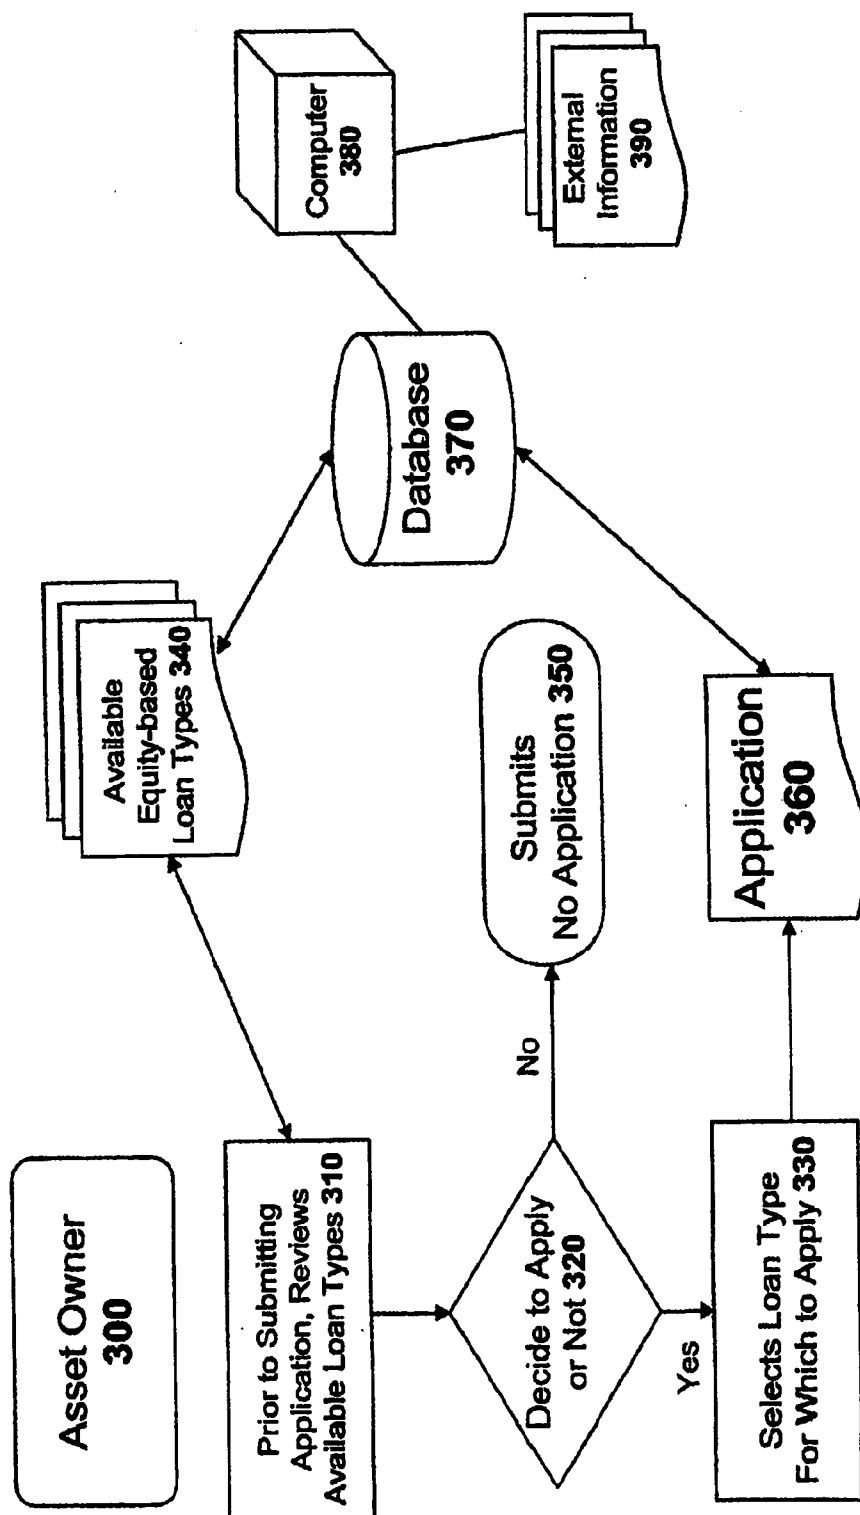 Asset Owner
300
Prior to Submitting
Application, Reviews
Available Loan Types 310
Decide to Apply
or Not 320
Yes
No
Selects Loan Type
For Which to Apply 330
Available
Equity-based
Loan Types 340
Submits
No Application 350
Application
360
Database
370
Computer
380
External
Information
390